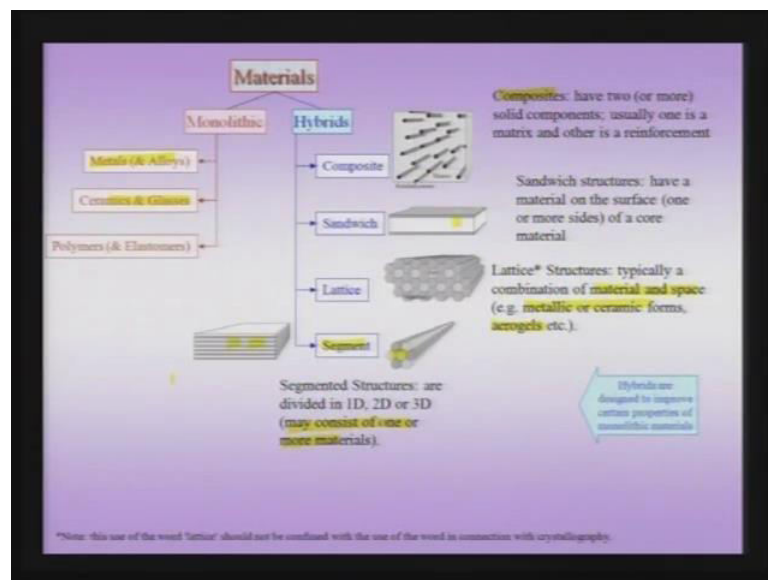 Materials
Monolithic
Hybrids
Metals (& Alloys)
Ceramics & Glasses
Polymers (& Elastomers)
Composite
Sandwich
Lattice
Segment
Composites: have two (or more)
solid components; usually one is a
matrix and other is a reinforcement
Sandwich structures: have a
material on the surface (one
or more sides) of a core
material
Lattice* Structures: typically a
combination of material and space
(e.g. metallic or ceramic forms,
aerogels etc.).
Segmented Structures: are
divided in 1D, 2D or 3D
(may consist of one or
more materials).
Hybrids are
designed to improve
certain properties of
monolithic materials
*Note: this use of the word 'lattice' should not be confused with the use of the word in connection with crystallography.